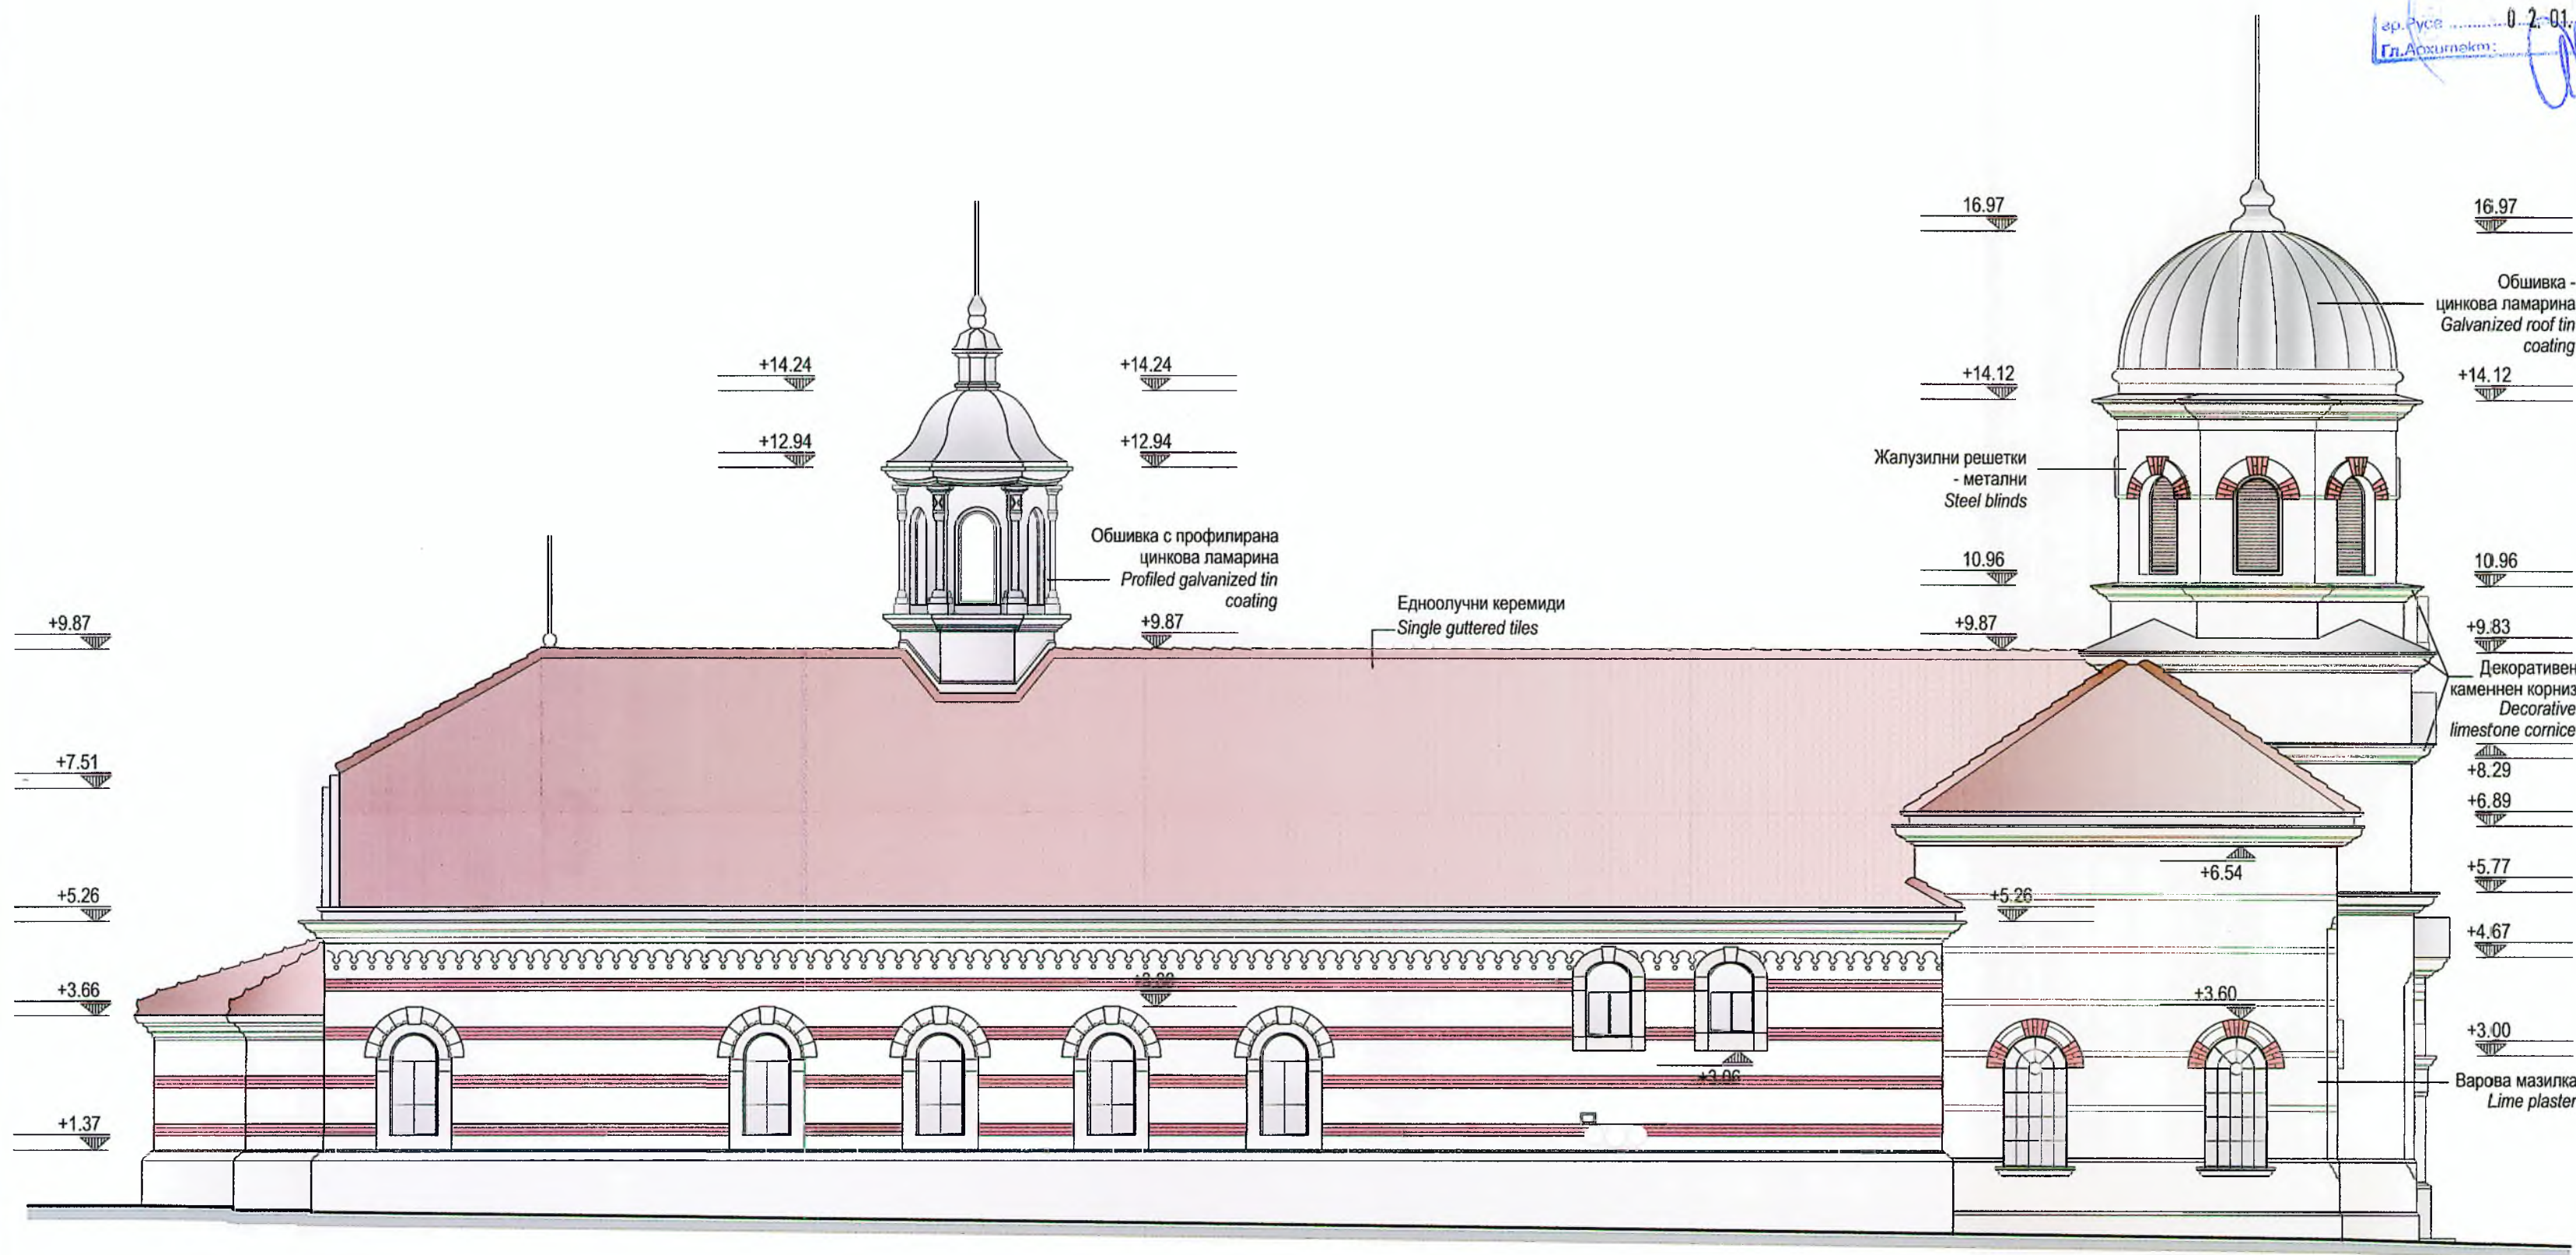 гр.Русе 0 2. 01.
Гл.Архитект:
16.97
16.97
Обшивка -
цинкова ламарина
Galvanized roof tin
coating
+14.24
+14.24
+14.12
+14.12
+12.94
+12.94
Жалузилни решетки
- метални
Steel blinds
Обшивка с профилирана
цинкова ламарина
Profiled galvanized tin
coating
10.96
10.96
Едноолучни керемиди
Single guttered tiles
+9.87
+9.87
+9.87
+9.83
Декоративен
каменнен корниз
Decorative
limestone cornice
+7.51
+8.29
+6.89
+6.54
+5.77
+5.26
+5.26
+4.67
+3.66
+3.60
+3.00
+3.06
Варова мазилка
Lime plaster
+1.37